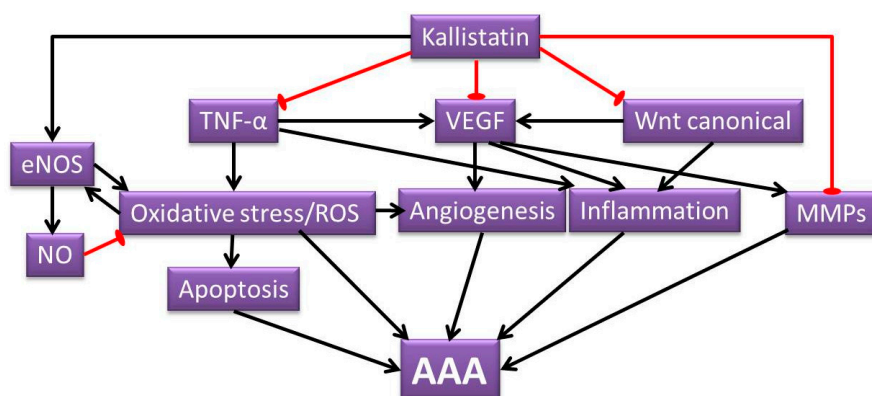 Kallistatin
TNF-α
VEGF
Wnt canonical
eNOS
Oxidative stress/ROS
Angiogenesis
Inflammation
MMPs
NO
Apoptosis
AAA